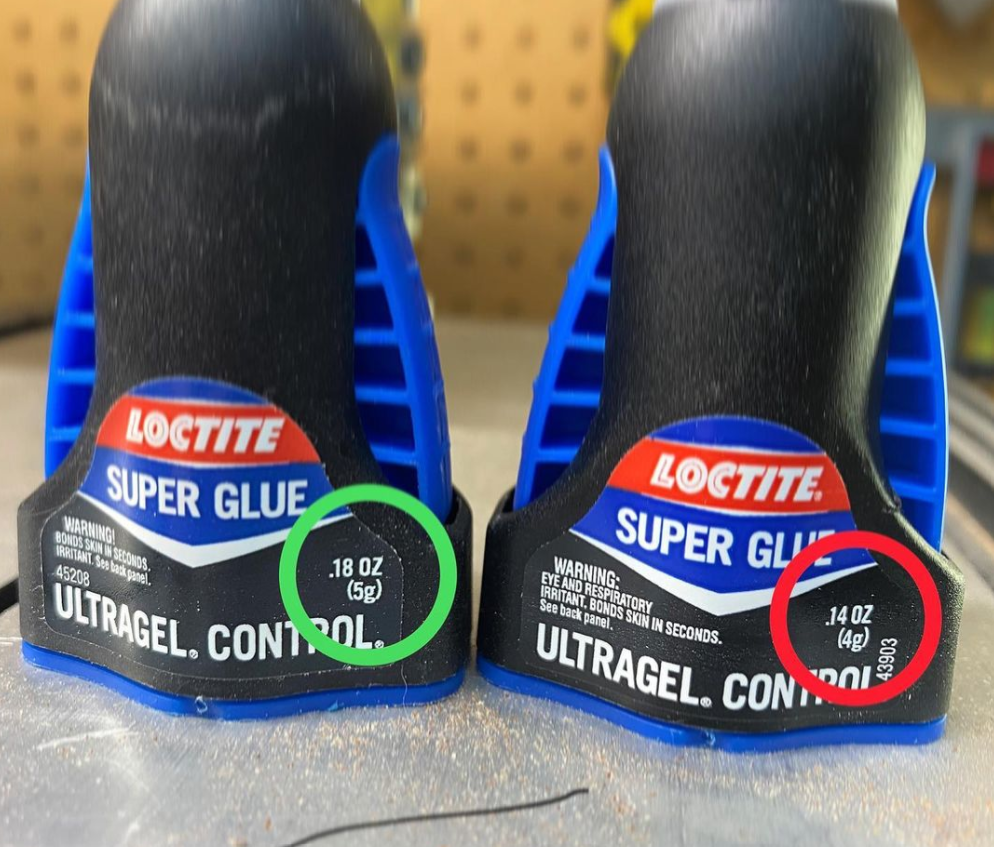 LOCTITE
SUPER GLUE
WARNING!
BONDS SKIN IN SECONDS.
IRRITANT. See back panel.
45208
.18 OZ
(5g)
ULTRAGEL® CONTROL®
LOCTITE®
SUPER GLUE
WARNING:
EYE AND RESPIRATORY
IRRITANT. BONDS SKIN IN SECONDS.
See back panel.
.14 OZ
(4g)
43903
ULTRAGEL® CONTROL